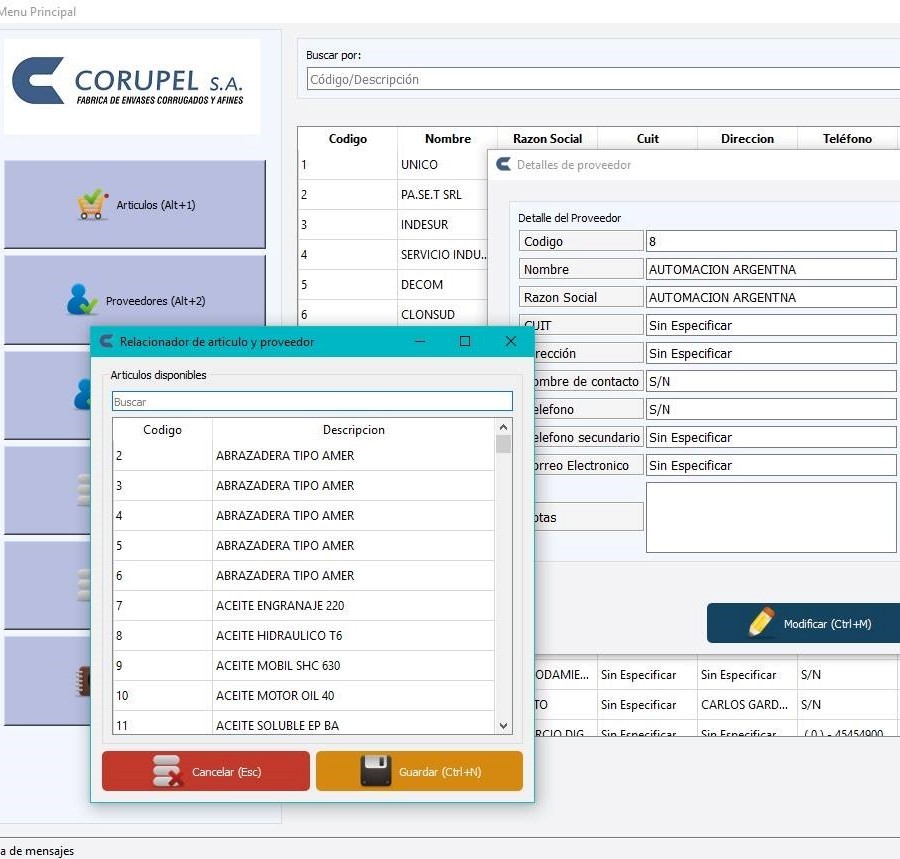 Menu Principal
CORUPEL S.A.
FABRICA DE ENVASES CORRUGADOS Y AFINES
Articulos (Alt+1)
Proveedores (Alt+2)
Buscar por:
Código/Descripción
Codigo Nombre Razon Social Cuit Direccion Teléfono
1 UNICO
2 PA.SE.T SRL
3 INDESUR
4 SERVICIO INDU...
5 DECOM
6 CLONSUD
Detalles de proveedor
Detalle del Proveedor
Codigo 8
Nombre AUTOMACION ARGENTNA
Razon Social AUTOMACION ARGENTNA
CUIT Sin Especificar
rección Sin Especificar
ombre de contacto S/N
elefono S/N
elefono secundario Sin Especificar
orreo Electronico Sin Especificar
otas
Modificar (Ctrl+M)
Relacionador de articulo y proveedor
Articulos disponibles
Buscar
Codigo Descripcion
2 ABRAZADERA TIPO AMER
3 ABRAZADERA TIPO AMER
4 ABRAZADERA TIPO AMER
5 ABRAZADERA TIPO AMER
6 ABRAZADERA TIPO AMER
7 ACEITE ENGRANAJE 220
8 ACEITE HIDRAULICO T6
9 ACEITE MOBIL SHC 630
10 ACEITE MOTOR OIL 40
11 ACEITE SOLUBLE EP BA
Cancelar (Esc)
Guardar (Ctrl+N)
ODAMIE... Sin Especificar Sin Especificar S/N
TO Sin Especificar CARLOS GARD... S/N
RCIO DIG Sin Especificar Sin Especificar ( 0 ) - 45454900
a de mensajes